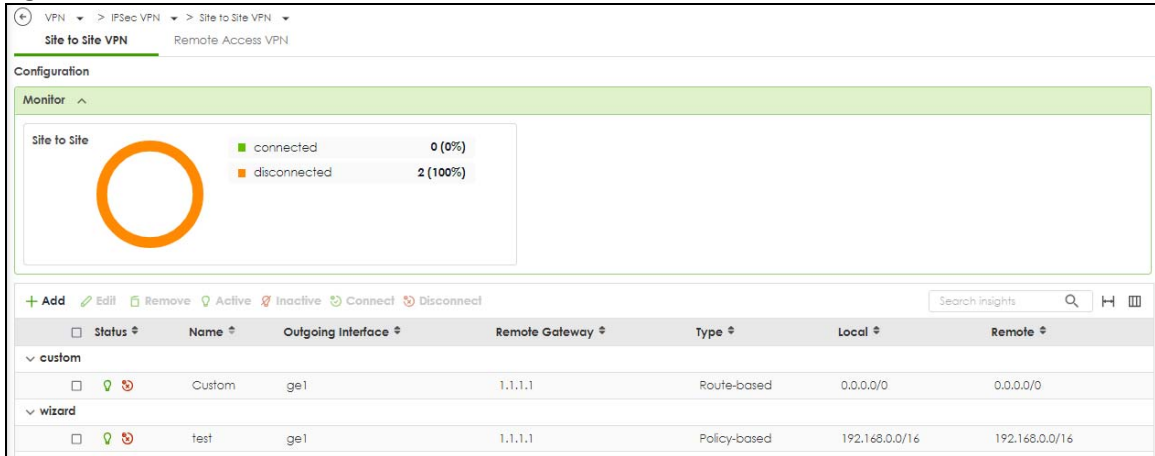 VPN > IPSec VPN > Site to Site VPN
Site to Site VPN Remote Access VPN
Configuration
Monitor
Site to Site
connected 0 (0%)
disconnected 2 (100%)
+ Add Edit Remove Active Inactive Connect Disconnect Search insights
Status Name Outgoing Interface Remote Gateway Type Local Remote
custom
Custom ge1 1.1.1.1 Route-based 0.0.0.0/0 0.0.0.0/0
wizard
test ge1 1.1.1.1 Policy-based 192.168.0.0/16 192.168.0.0/16